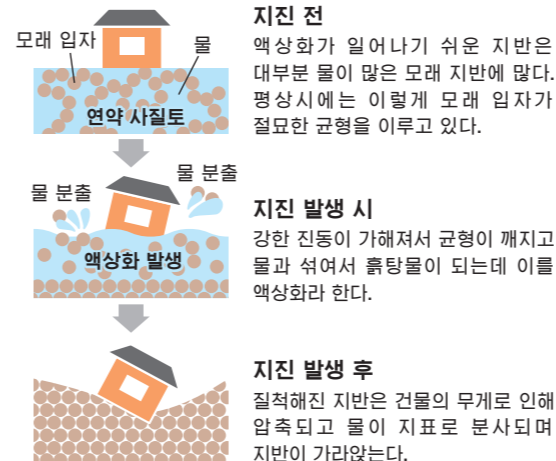 지진 전
모래 입자
물
액상화가 일어나기 쉬운 지반은
대부분 물이 많은 모래 지반에 많다.
평상시에는 이렇게 모래 입자가
절묘한 균형을 이루고 있다.
연약 사질토
물 분출
물 분출
지진 발생 시
강한 진동이 가해져서 균형이 깨지고
물과 섞여서 흙탕물이 되는데 이를
액상화라 한다.
액상화 발생
지진 발생 후
질척해진 지반은 건물의 무게로 인해
압축되고 물이 지표로 분사되며
지반이 가라앉는다.